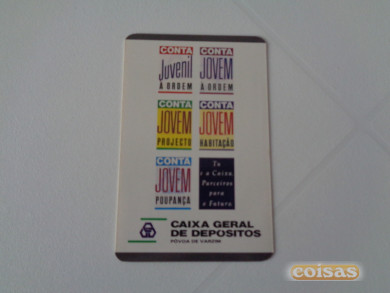 CONTA
Juvenil
À ORDEM
CONTA
JOVEM
À ORDEM
CONTA
JOVEM
PROJECTO
CONTA
JOVEM
HABITAÇÃO
CONTA
JOVEM
POUPANÇA
Tu
e a Caixa.
Parceiros
para
o Futuro.
CAIXA GERAL
DE DEPOSITOS
PÓVOA DE VARZIM
coisas